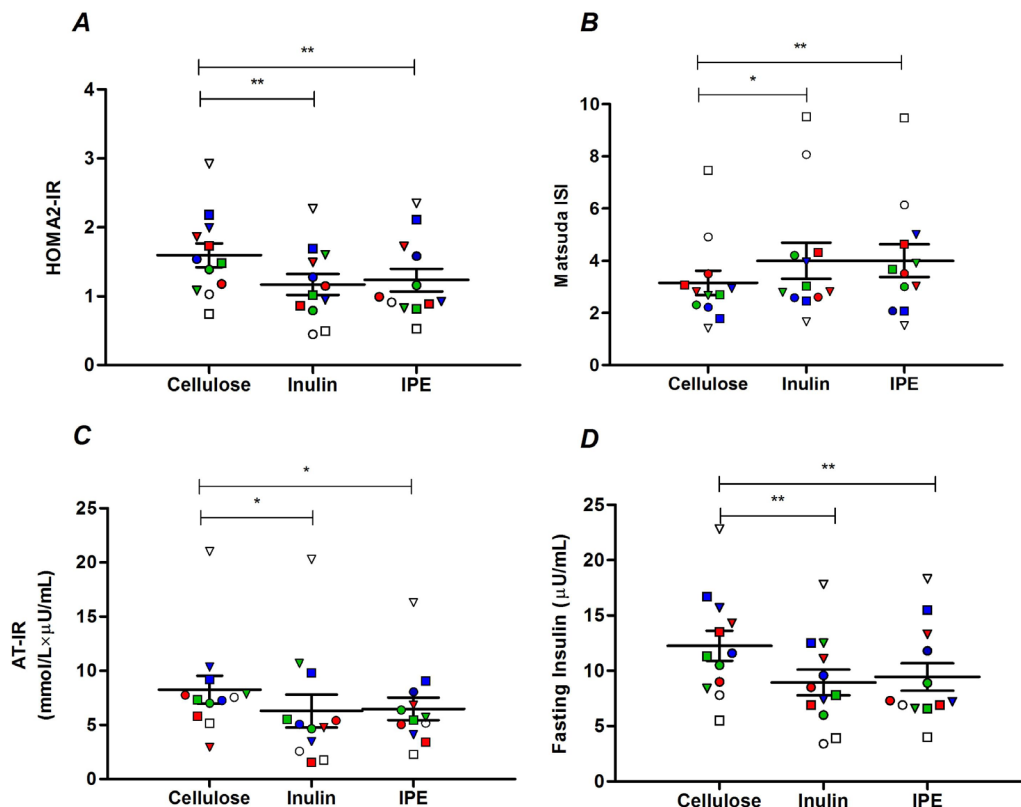 A
**
**
4
3
2
1
0
HOMA2-IR
Cellulose Inulin IPE
B
**
*
10
8
6
4
2
0
Matsuda ISI
Cellulose Inulin IPE
C
*
*
25
20
15
10
5
0
AT-IR
(mmol/L×μU/mL)
Cellulose Inulin IPE
D
**
**
25
20
15
10
5
0
Fasting Insulin (μU/mL)
Cellulose Inulin IPE